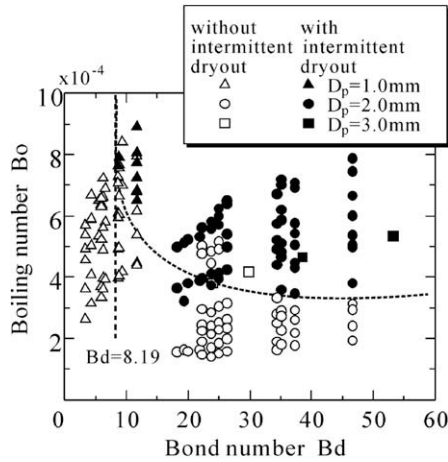 without intermittent dryout
with intermittent dryout
△ ▲ Dp=1.0mm
○ ● Dp=2.0mm
□ ■ Dp=3.0mm
x10⁻⁴
10
8
6
4
2
Boiling number Bo
Bd=8.19
0 10 20 30 40 50 60
Bond number Bd